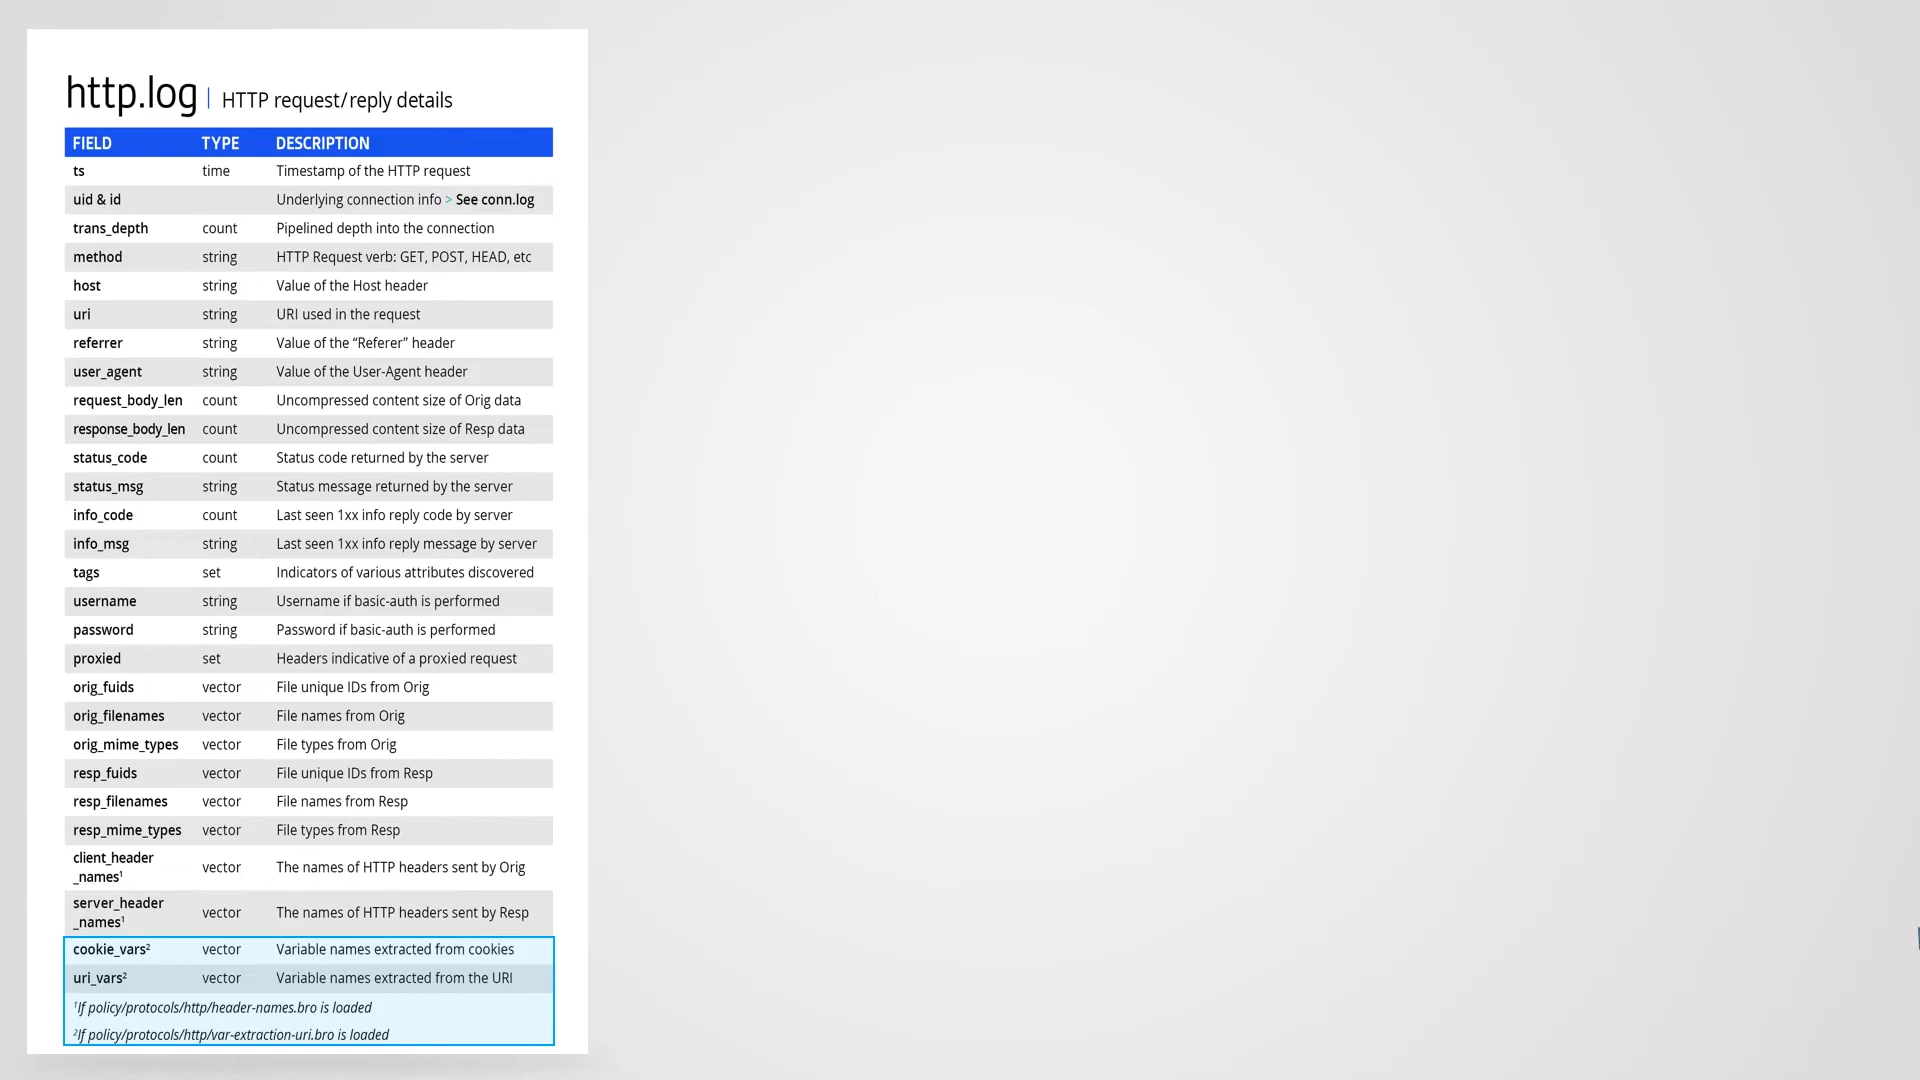 http.log | HTTP request/reply details
FIELD TYPE DESCRIPTION
ts time Timestamp of the HTTP request
uid & id Underlying connection info > See conn.log
trans_depth count Pipelined depth into the connection
method string HTTP Request verb: GET, POST, HEAD, etc
host string Value of the Host header
uri string URI used in the request
referrer string Value of the “Referer” header
user_agent string Value of the User-Agent header
request_body_len count Uncompressed content size of Orig data
response_body_len count Uncompressed content size of Resp data
status_code count Status code returned by the server
status_msg string Status message returned by the server
info_code count Last seen 1xx info reply code by server
info_msg string Last seen 1xx info reply message by server
tags set Indicators of various attributes discovered
username string Username if basic-auth is performed
password string Password if basic-auth is performed
proxied set Headers indicative of a proxied request
orig_fuids vector File unique IDs from Orig
orig_filenames vector File names from Orig
orig_mime_types vector File types from Orig
resp_fuids vector File unique IDs from Resp
resp_filenames vector File names from Resp
resp_mime_types vector File types from Resp
client_header
_names¹ vector The names of HTTP headers sent by Orig
server_header
_names¹ vector The names of HTTP headers sent by Resp
cookie_vars² vector Variable names extracted from cookies
uri_vars² vector Variable names extracted from the URI
¹If policy/protocols/http/header-names.bro is loaded
²If policy/protocols/http/var-extraction-uri.bro is loaded